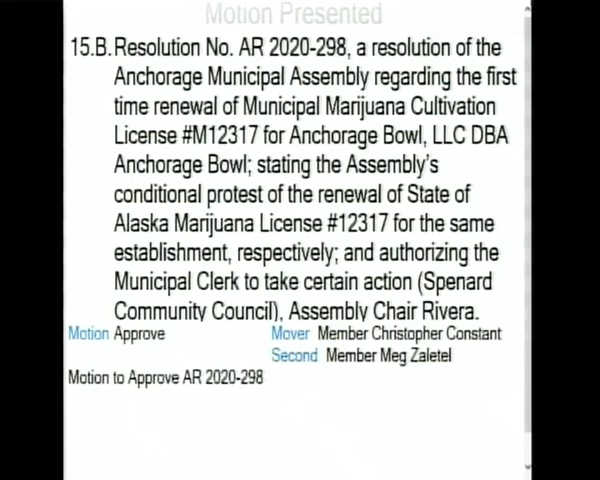 Motion Presented
15.B. Resolution No. AR 2020-298, a resolution of the
Anchorage Municipal Assembly regarding the first
time renewal of Municipal Marijuana Cultivation
License #M12317 for Anchorage Bowl, LLC DBA
Anchorage Bowl; stating the Assembly's
conditional protest of the renewal of State of
Alaska Marijuana License #12317 for the same
establishment, respectively; and authorizing the
Municipal Clerk to take certain action (Spenard
Community Council), Assembly Chair Rivera.
Motion Approve Mover Member Christopher Constant
Second Member Meg Zaletel
Motion to Approve AR 2020-298